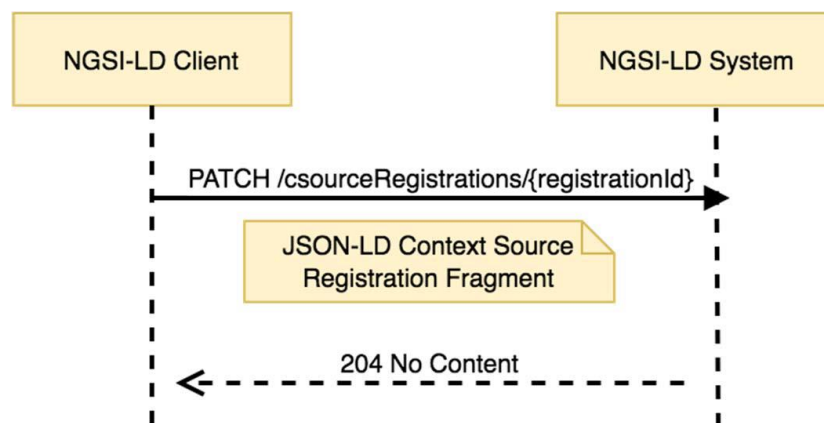 NGSI-LD Client
NGSI-LD System
PATCH /csourceRegistrations/{registrationId}
JSON-LD Context Source
Registration Fragment
204 No Content